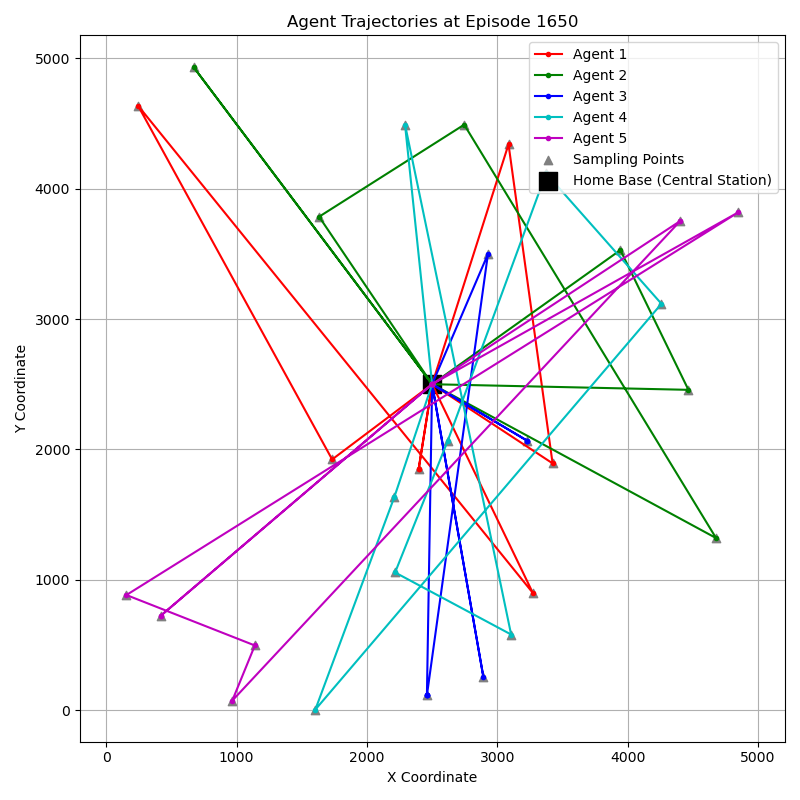 Agent Trajectories at Episode 1650
Agent 1
Agent 2
Agent 3
Agent 4
Agent 5
Sampling Points
Home Base (Central Station)
Y Coordinate
5000
4000
3000
2000
1000
0
0 1000 2000 3000 4000 5000
X Coordinate